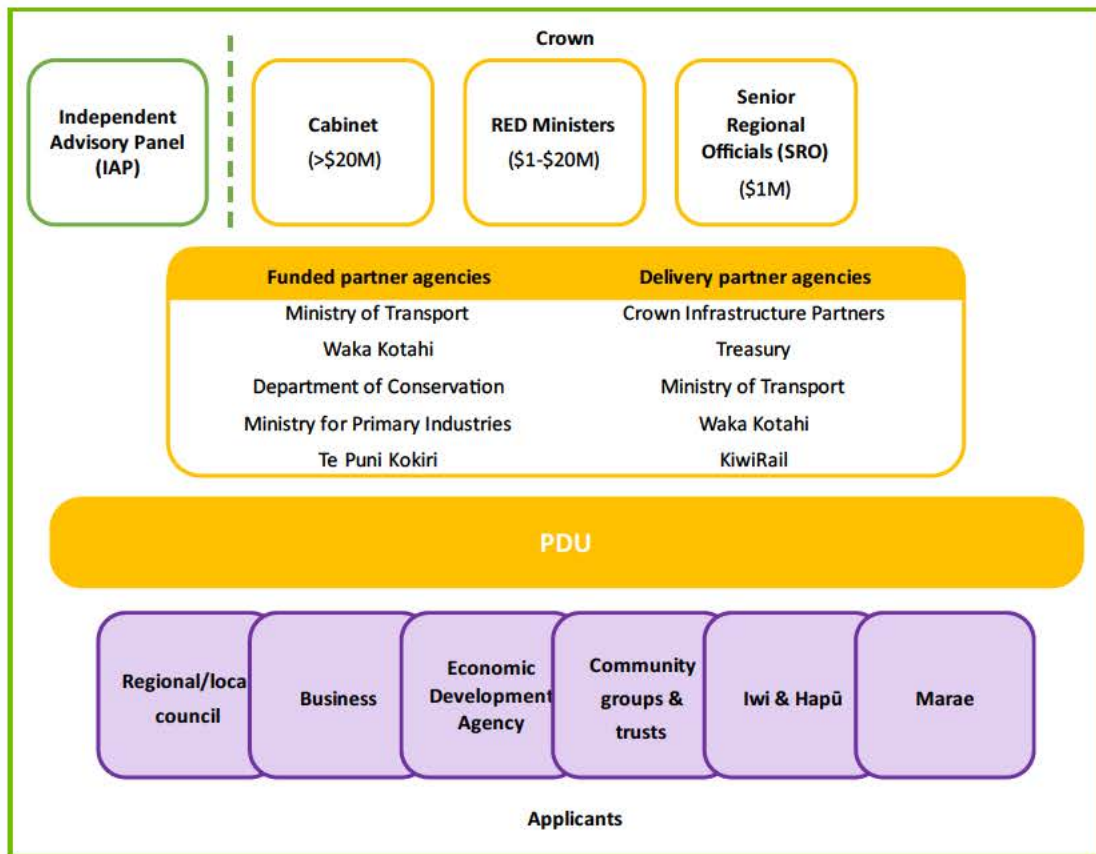 Crown
Independent
Advisory Panel
(IAP)
Cabinet
(>$20M)
RED Ministers
($1-$20M)
Senior
Regional
Officials (SRO)
($1M)
Funded partner agencies
Ministry of Transport
Waka Kotahi
Department of Conservation
Ministry for Primary Industries
Te Puni Kokiri
Delivery partner agencies
Crown Infrastructure Partners
Treasury
Ministry of Transport
Waka Kotahi
KiwiRail
PDU
Regional/loca
council
Business
Economic
Development
Agency
Community
groups &
trusts
Iwi & Hapū
Marae
Applicants